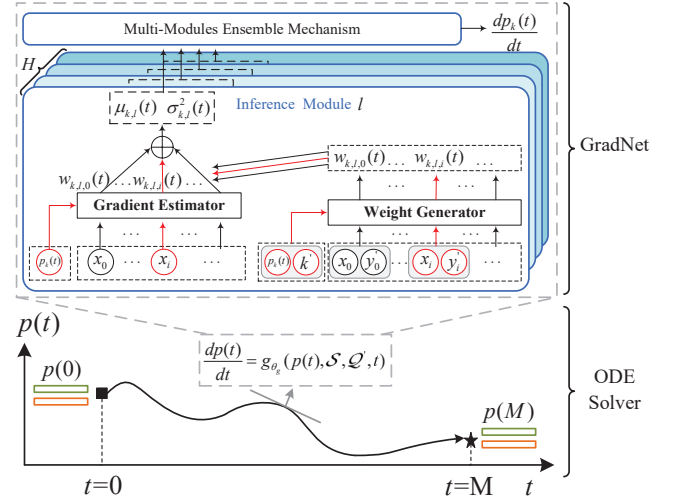 Multi-Modules Ensemble Mechanism
dp_k(t)/dt
H
μ_{k,l}(t) σ²_{k,l}(t)
Inference Module l
GradNet
w_{k,l,0}(t) … w_{k,l,i}(t) …
w_{k,l,0}(t) … w_{k,l,i}(t) …
Gradient Estimator
Weight Generator
… …
… …
p_k(t) x_0 … x_i …
p_k(t) k' x_0 y_0 … x_i y_i' …
p(t)
dp(t)/dt = g_{θ_g}(p(t), 𝒮, 𝒬', t)
p(0)
ODE
Solver
p(M)
t=0
t=M
t